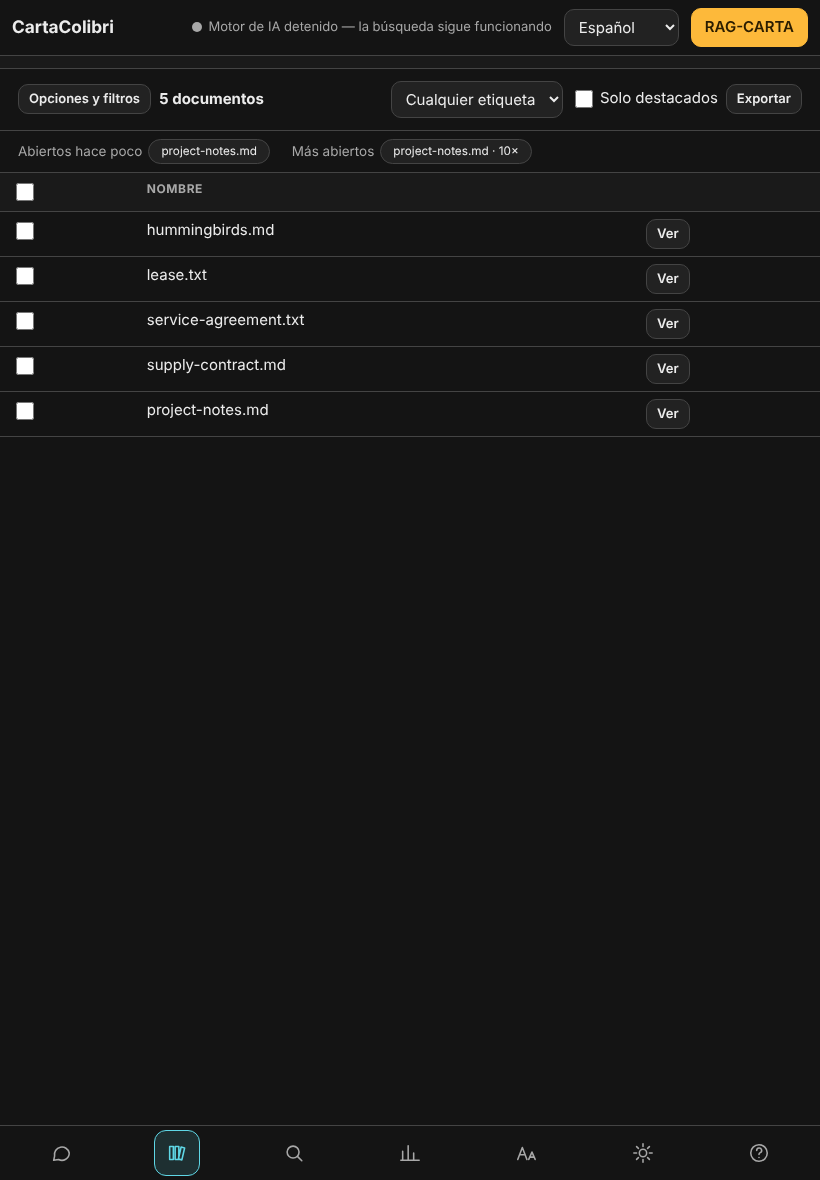 CartaColibri
Motor de IA detenido — la búsqueda sigue funcionando
Español
RAG-CARTA
Opciones y filtros
5 documentos
Cualquier etiqueta
Solo destacados
Exportar
Abiertos hace poco
project-notes.md
Más abiertos
project-notes.md · 10×
NOMBRE
hummingbirds.md
Ver
lease.txt
Ver
service-agreement.txt
Ver
supply-contract.md
Ver
project-notes.md
Ver
AA